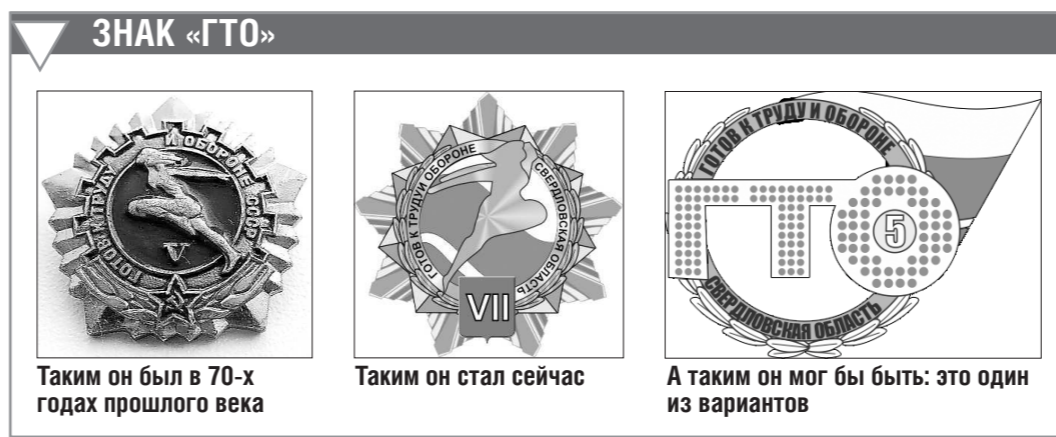 ЗНАК «ГТО»
ГОТОВ К ТРУДУ И ОБОРОНЕ СССР
V
Таким он был в 70-х
годах прошлого века
ГОТОВ К ТРУДУ И ОБОРОНЕ
СВЕРДЛОВСКАЯ ОБЛАСТЬ
VII
Таким он стал сейчас
ГОТОВ К ТРУДУ И ОБОРОНЕ
ГТО
5
СВЕРДЛОВСКАЯ ОБЛАСТЬ
А таким он мог бы быть: это один
из вариантов